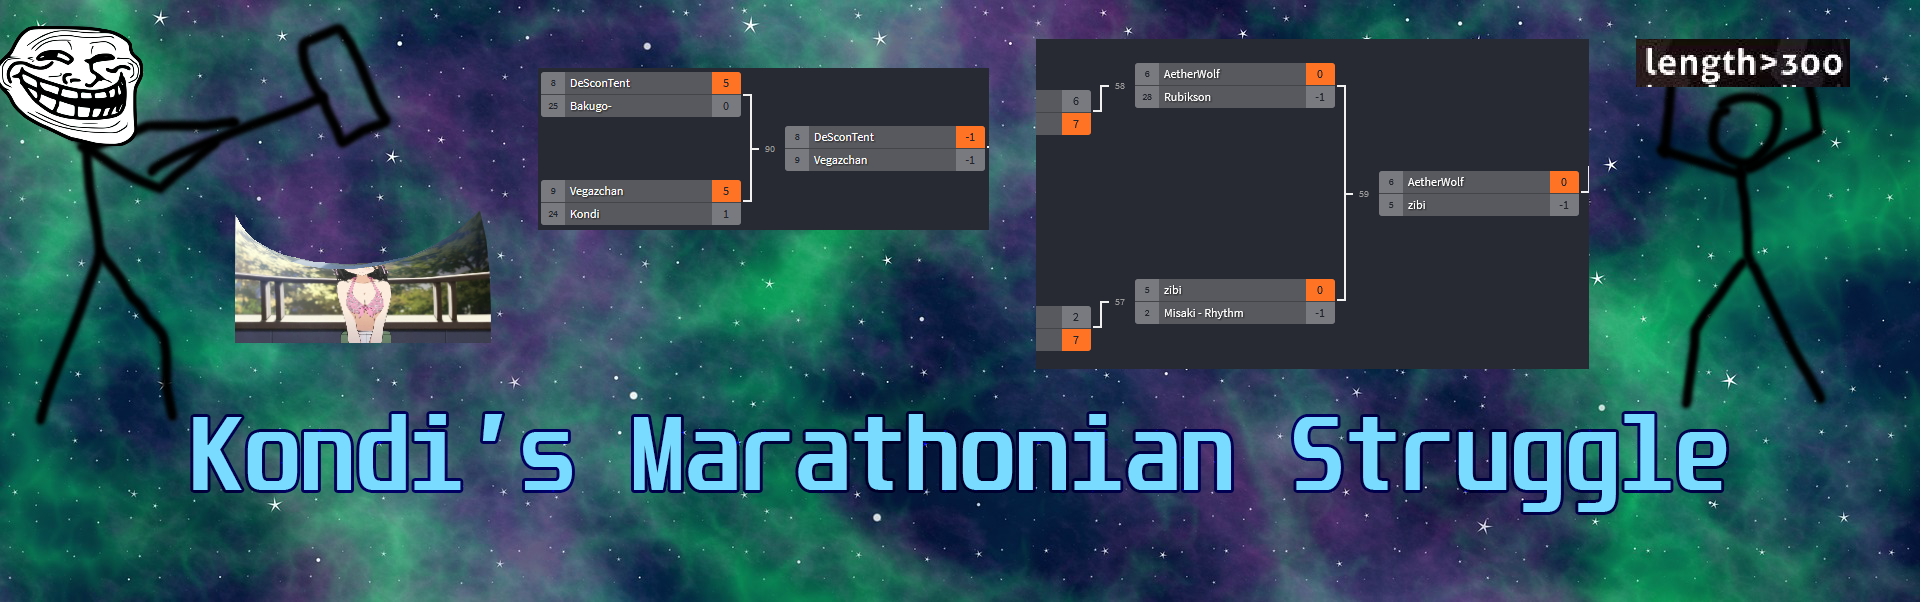 8 DeSconTent 5
25 Bakugo- 0
90
8 DeSconTent -1
9 Vegazchan -1
9 Vegazchan 5
24 Kondi 1
6
7
58
6 AetherWolf 0
28 Rubikson -1
59
6 AetherWolf 0
5 zibi -1
2
7
57
5 zibi 0
2 Misaki - Rhythm -1
length>300
Kondi's Marathonian Struggle